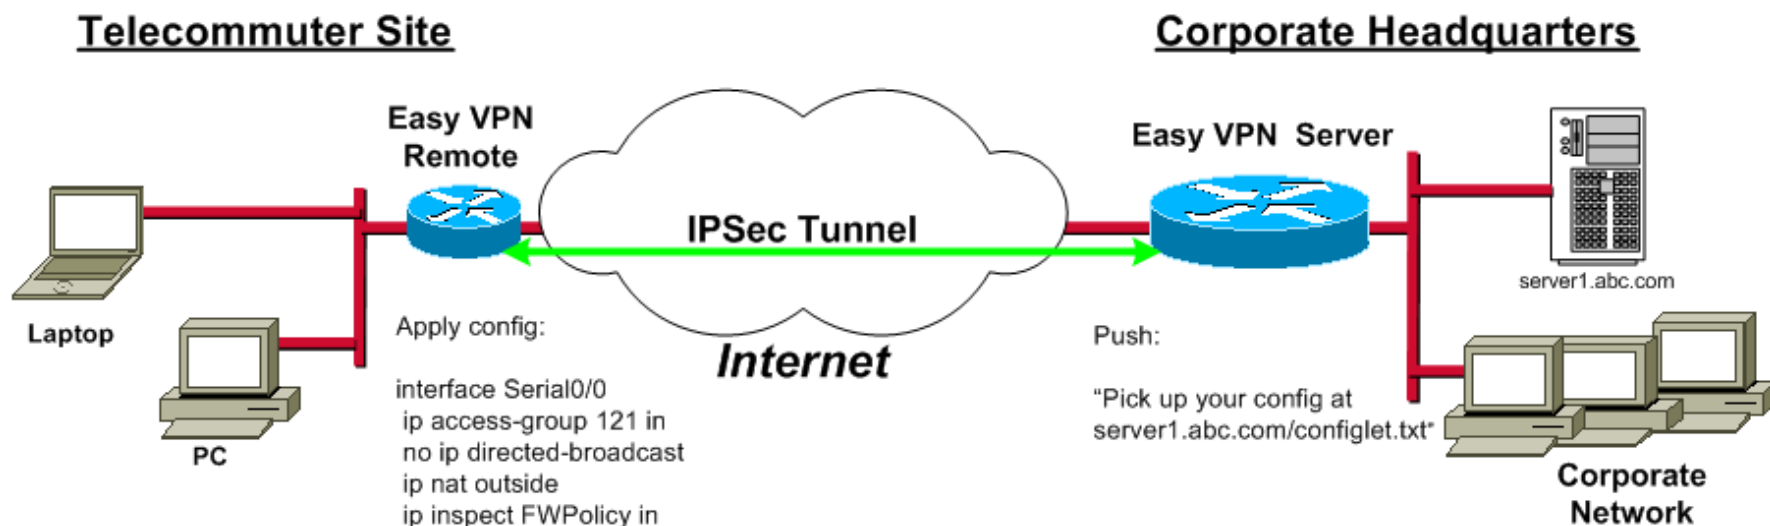 Telecommuter Site
Corporate Headquarters
Easy VPN
Remote
Easy VPN Server
IPSec Tunnel
server1.abc.com
Laptop
Internet
Apply config:
interface Serial0/0
ip access-group 121 in
no ip directed-broadcast
ip nat outside
ip inspect FWPolicy in
Push:
"Pick up your config at
server1.abc.com/configlet.txt"
PC
Corporate
Network